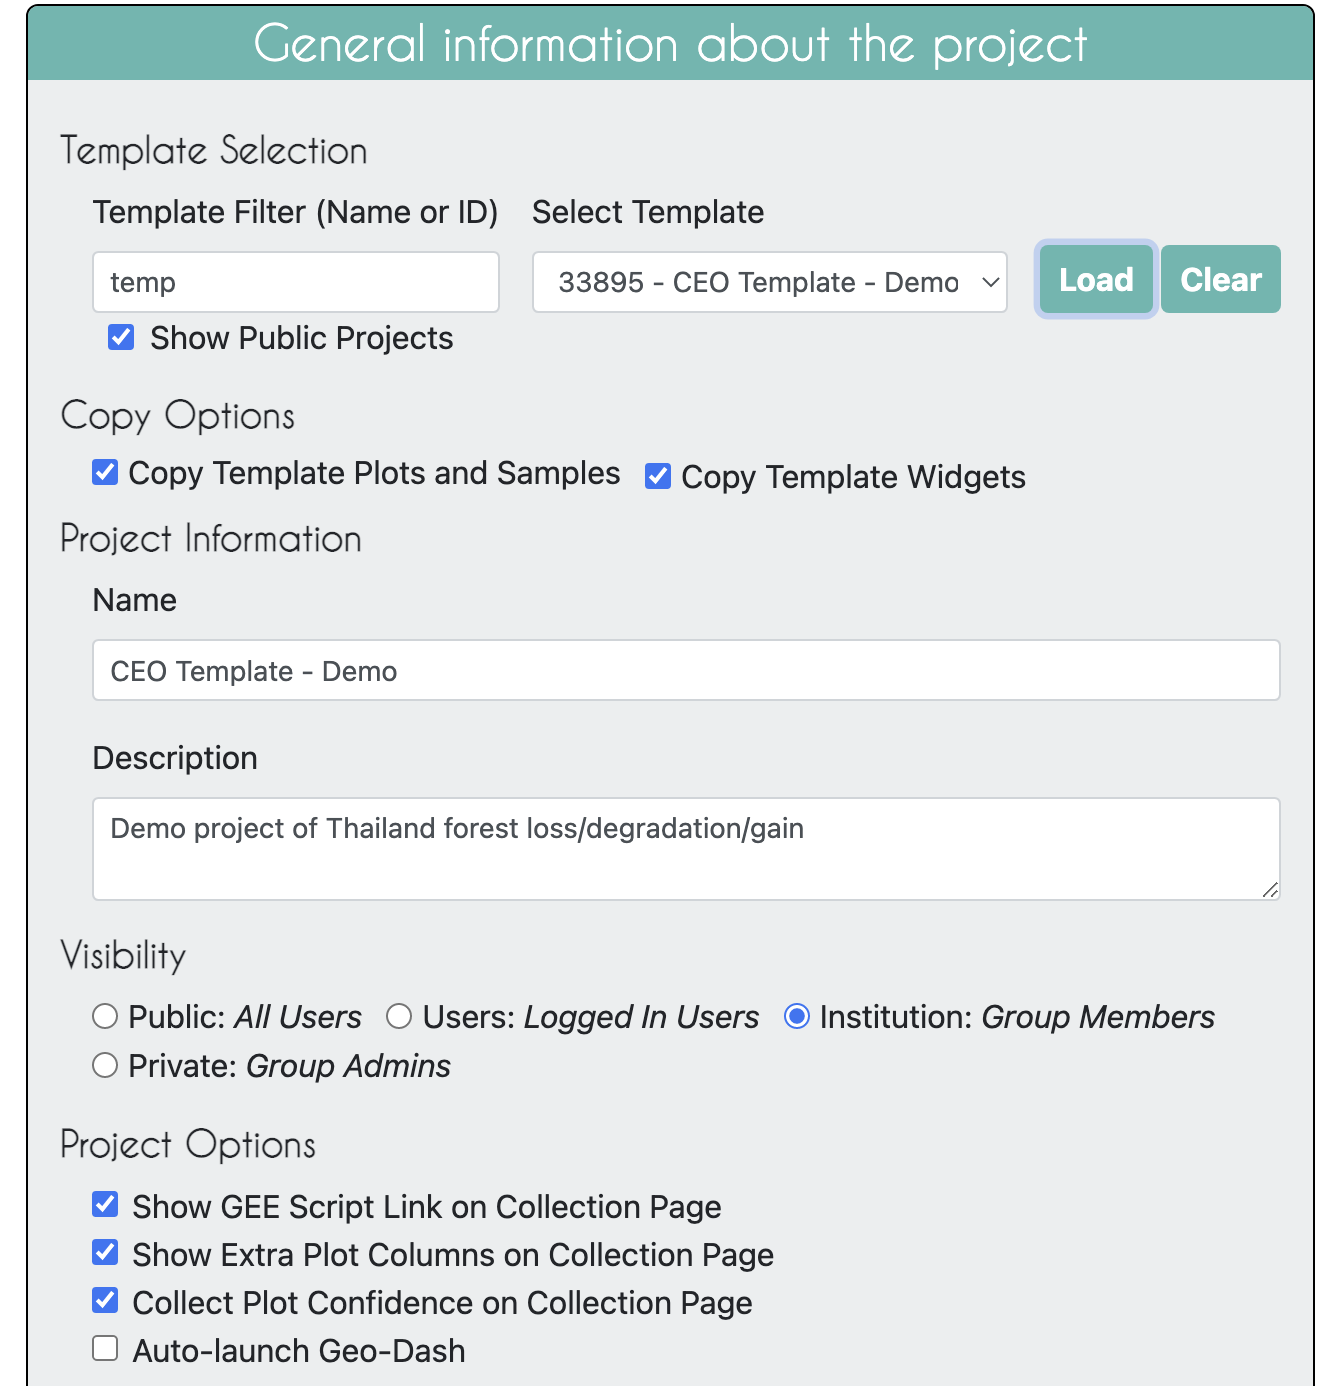 General information about the project
Template Selection
Template Filter (Name or ID) Select Template
temp 33895 - CEO Template - Demo Load Clear
Show Public Projects
Copy Options
Copy Template Plots and Samples Copy Template Widgets
Project Information
Name
CEO Template - Demo
Description
Demo project of Thailand forest loss/degradation/gain
Visibility
Public: All Users Users: Logged In Users Institution: Group Members
Private: Group Admins
Project Options
Show GEE Script Link on Collection Page
Show Extra Plot Columns on Collection Page
Collect Plot Confidence on Collection Page
Auto-launch Geo-Dash